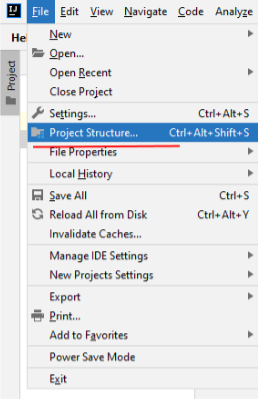 IJ File Edit View Navigate Code Analyze
He
Project
New
Open...
Open Recent
Close Project
Settings... Ctrl+Alt+S
Project Structure... Ctrl+Alt+Shift+S
File Properties
Local History
Save All Ctrl+S
Reload All from Disk Ctrl+Alt+Y
Invalidate Caches...
Manage IDE Settings
New Projects Settings
Export
Print...
Add to Favorites
Power Save Mode
Exit